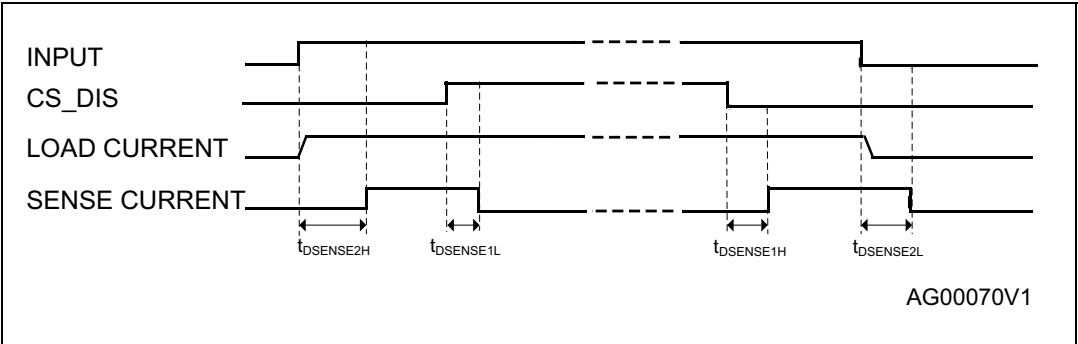 INPUT
CS_DIS
LOAD CURRENT
SENSE CURRENT
tDSENSE2H
tDSENSE1L
tDSENSE1H
tDSENSE2L
AG00070V1